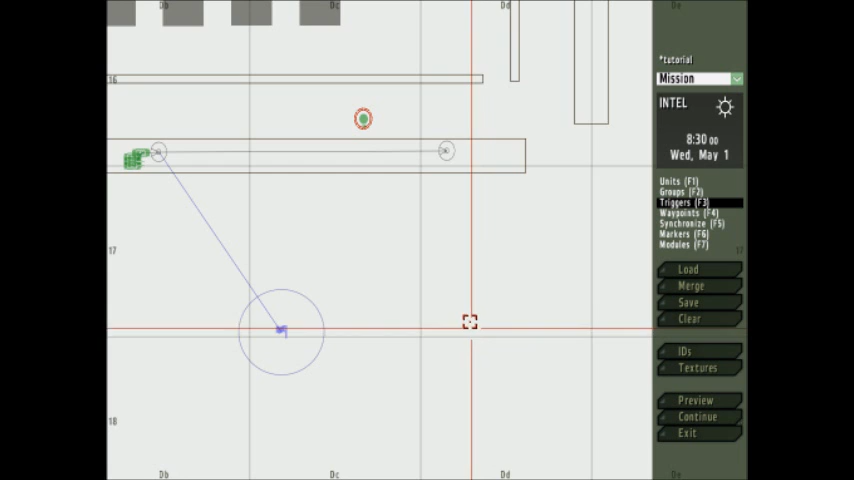 Db
Dc
Dd
De
16
17
17
18
Db
Dc
Dd
De
*tutorial
Mission
INTEL
8:30 00
Wed, May 1
Units (F1)
Groups (F2)
Triggers (F3)
Waypoints (F4)
Synchronize (F5)
Markers (F6)
Modules (F7)
Load
Merge
Save
Clear
IDs
Textures
Preview
Continue
Exit